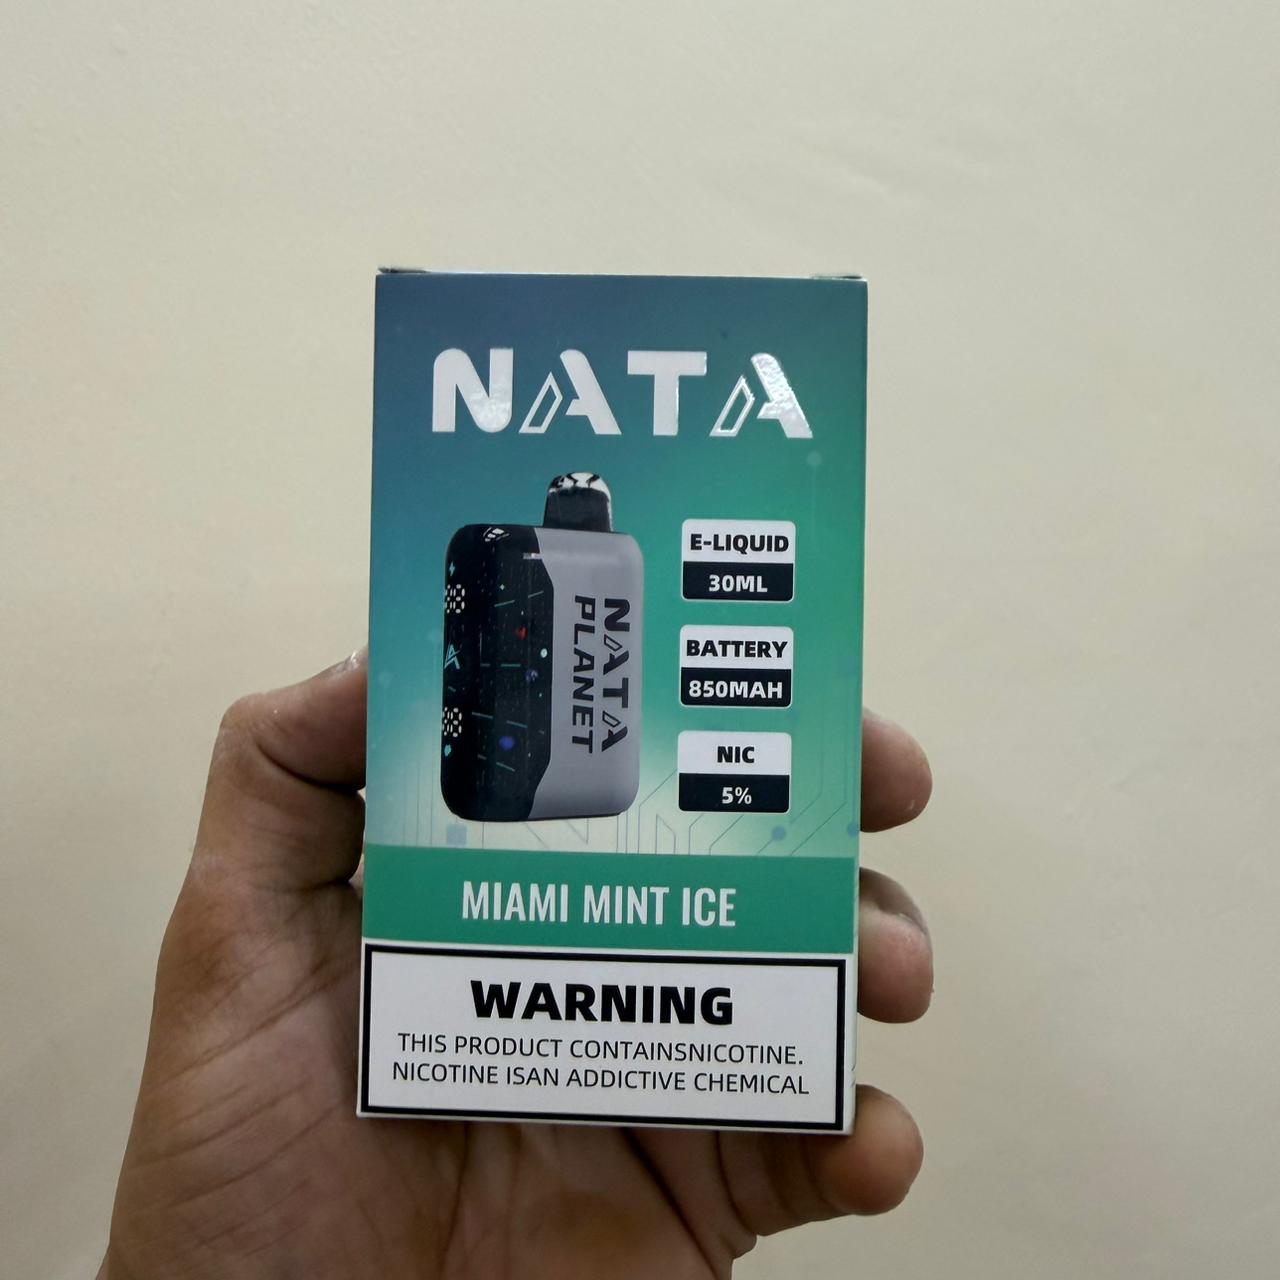 NATA
NATA
PLANET
E-LIQUID
30ML
BATTERY
850MAH
NIC
5%
MIAMI MINT ICE
WARNING
THIS PRODUCT CONTAINSNICOTINE.
NICOTINE ISAN ADDICTIVE CHEMICAL